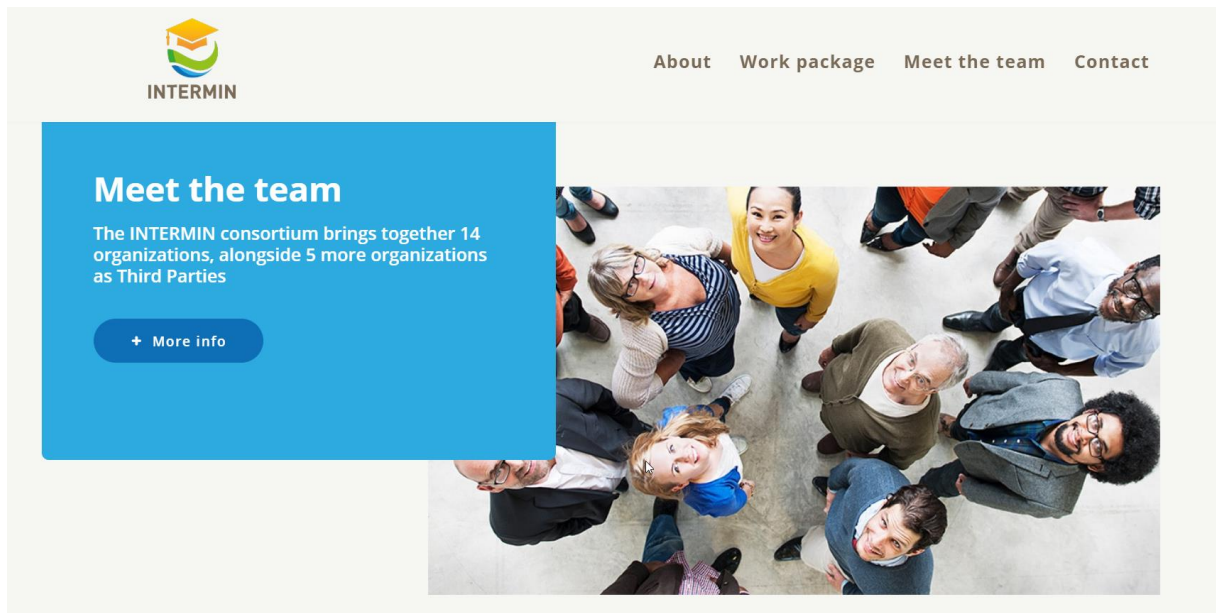 INTERMIN
About Work package Meet the team Contact
Meet the team
The INTERMIN consortium brings together 14
organizations, alongside 5 more organizations
as Third Parties
+ More info